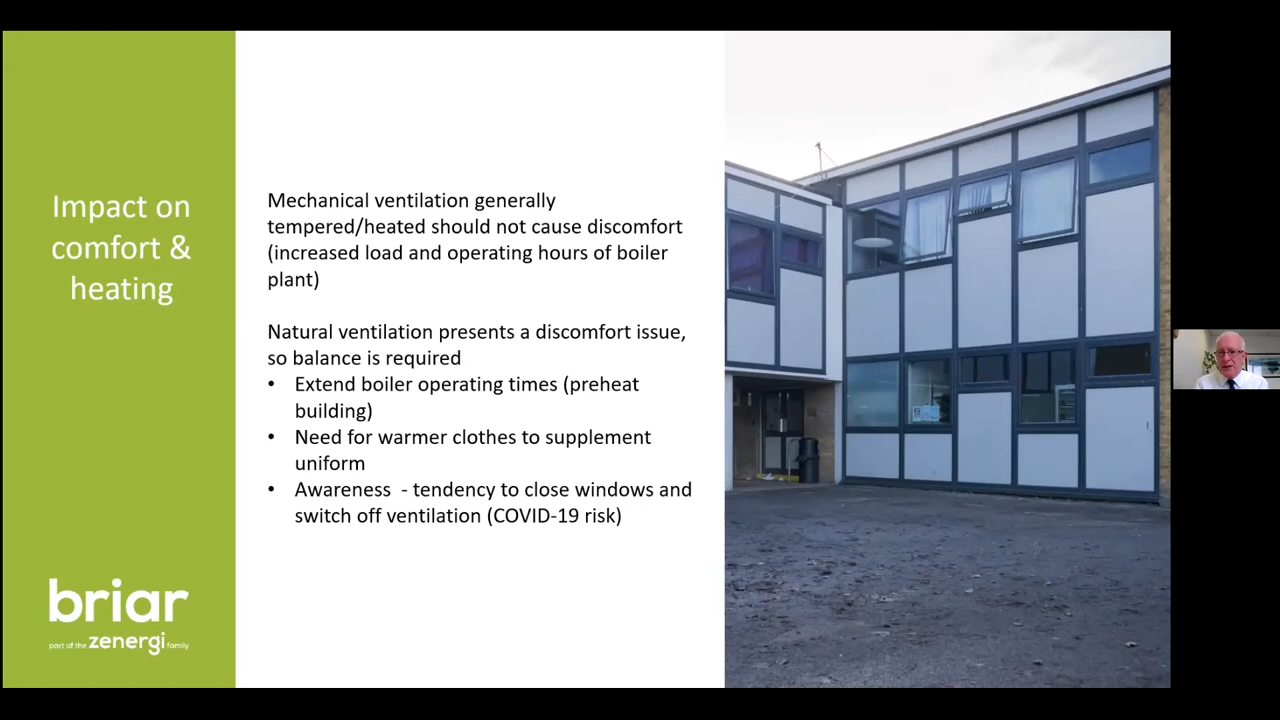 Impact on
comfort &
heating
Mechanical ventilation generally
tempered/heated should not cause discomfort
(increased load and operating hours of boiler
plant)
Natural ventilation presents a discomfort issue,
so balance is required
• Extend boiler operating times (preheat
building)
• Need for warmer clothes to supplement
uniform
• Awareness - tendency to close windows and
switch off ventilation (COVID-19 risk)
briar
part of the zenergi family